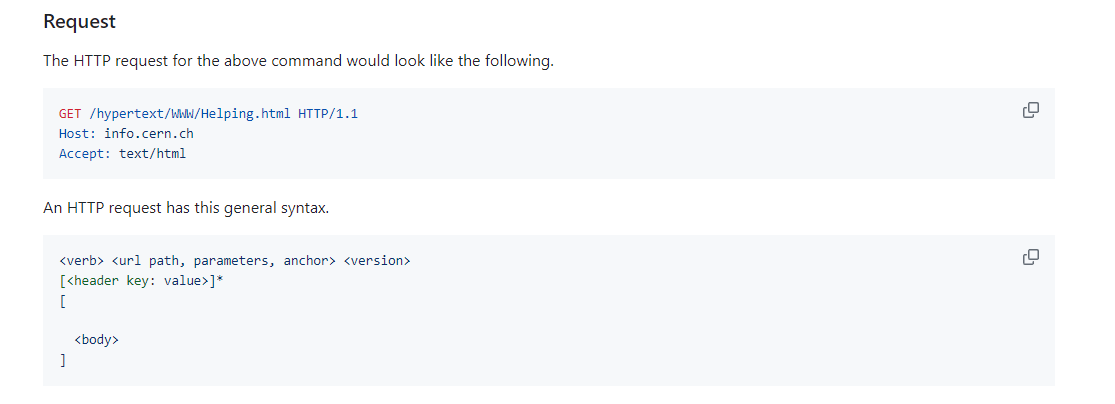 Request
The HTTP request for the above command would look like the following.
GET /hypertext/WWW/Helping.html HTTP/1.1
Host: info.cern.ch
Accept: text/html
An HTTP request has this general syntax.
<verb> <url path, parameters, anchor> <version>
[<header key: value>]*
[
<body>
]